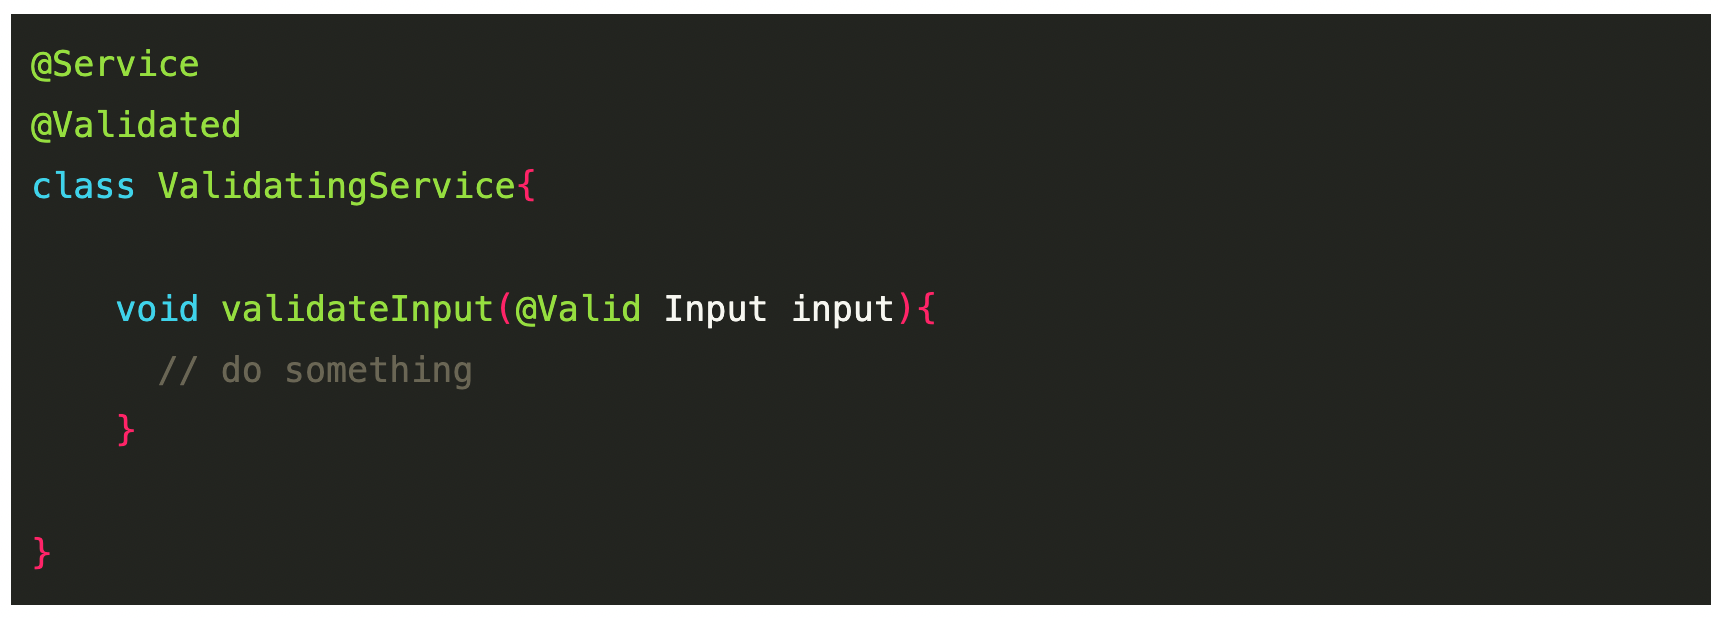 @Service
@Validated
class ValidatingService{
void validateInput(@Valid Input input){
// do something
}
}